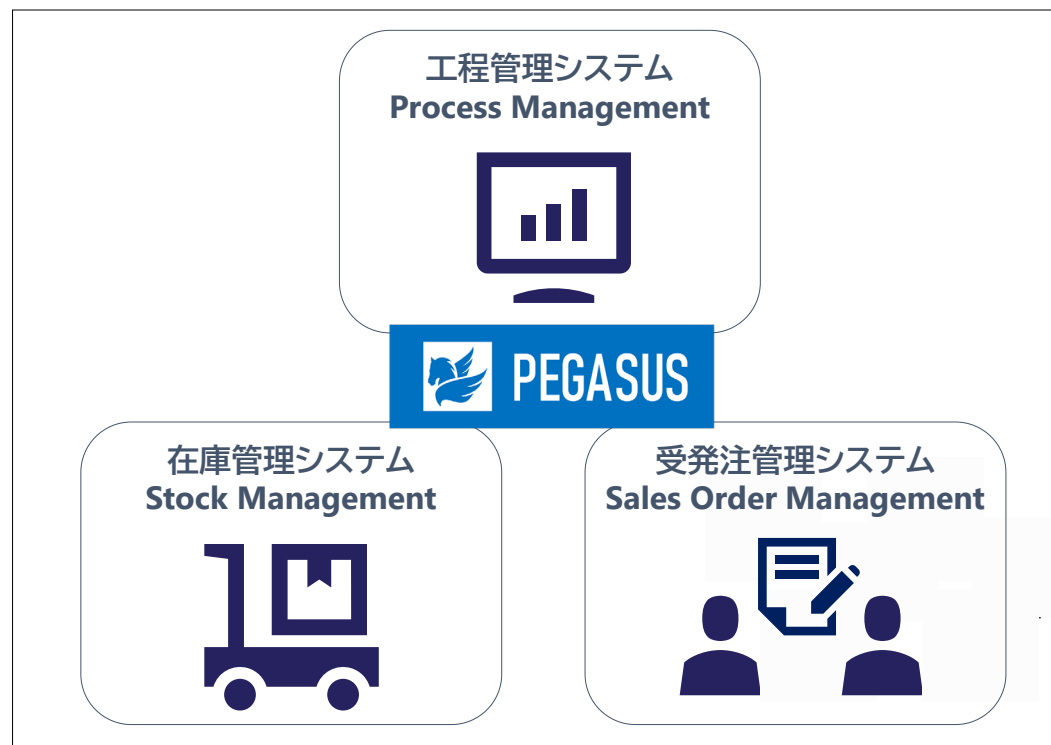 工程管理システム
Process Management
PEGASUS
在庫管理システム
Stock Management
受発注管理システム
Sales Order Management